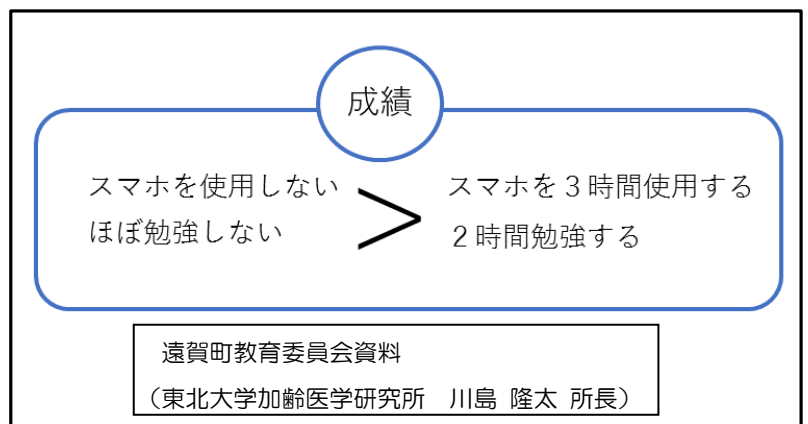 成績
スマホを使用しない
ほぼ勉強しない
>
スマホを３時間使用する
２時間勉強する
遠賀町教育委員会資料
（東北大学加齢医学研究所　川島 隆太 所長）